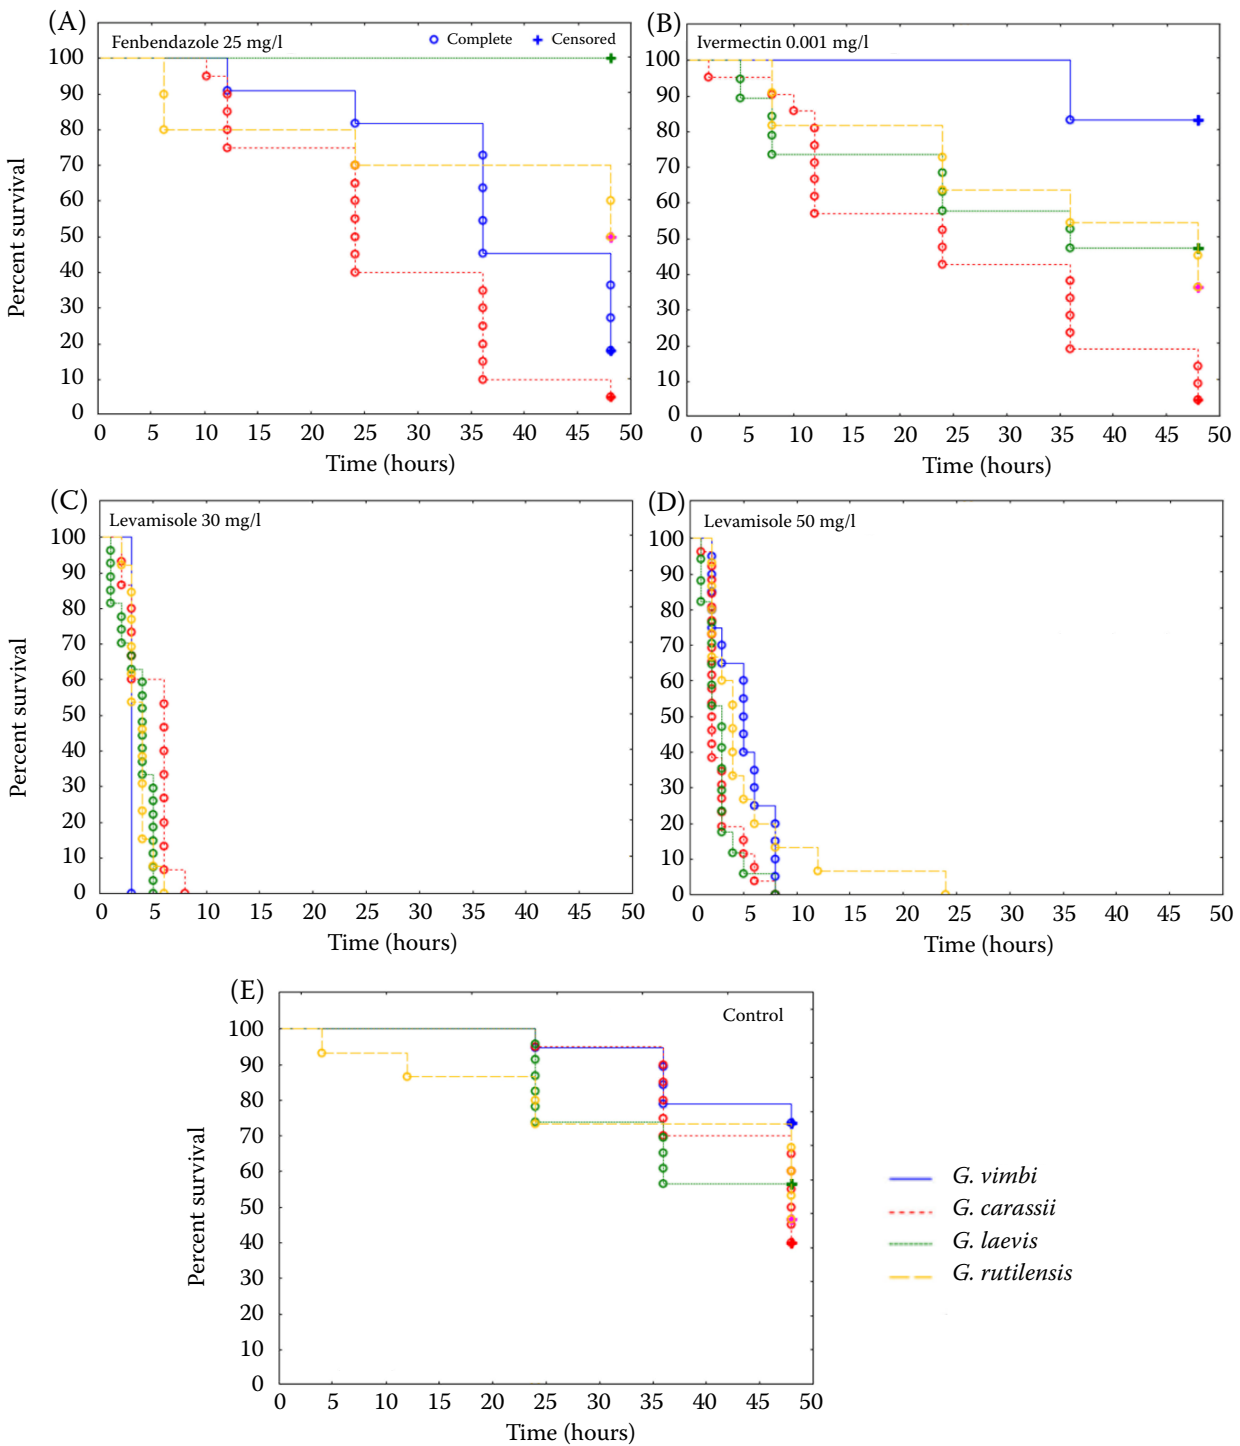 (A)
Fenbendazole 25 mg/l
Complete
Censored
100
90
80
70
60
50
40
30
20
10
0
Percent survival
0 5 10 15 20 25 30 35 40 45 50
Time (hours)
(B)
Ivermectin 0.001 mg/l
100
90
80
70
60
50
40
30
20
10
0
0 5 10 15 20 25 30 35 40 45 50
Time (hours)
(C)
Levamisole 30 mg/l
100
90
80
70
60
50
40
30
20
10
0
Percent survival
0 5 10 15 20 25 30 35 40 45 50
Time (hours)
(D)
Levamisole 50 mg/l
100
90
80
70
60
50
40
30
20
10
0
0 5 10 15 20 25 30 35 40 45 50
Time (hours)
(E)
Control
100
90
80
70
60
50
40
30
20
10
0
Percent survival
0 5 10 15 20 25 30 35 40 45 50
Time (hours)
G. vimbi
G. carassii
G. laevis
G. rutilensis